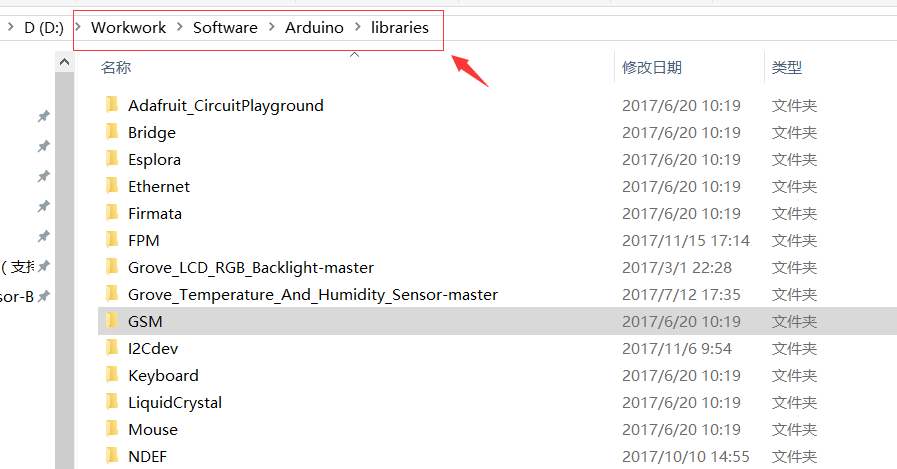 D (D:) Workwork Software Arduino libraries
名称 修改日期 类型
Adafruit_CircuitPlayground 2017/6/20 10:19 文件夹
Bridge 2017/6/20 10:19 文件夹
Esplora 2017/6/20 10:19 文件夹
Ethernet 2017/6/20 10:19 文件夹
Firmata 2017/6/20 10:19 文件夹
FPM 2017/11/15 17:14 文件夹
(支持 Grove_LCD_RGB_Backlight-master 2017/3/1 22:28 文件夹
sor-B Grove_Temperature_And_Humidity_Sensor-master 2017/7/12 17:35 文件夹
GSM 2017/6/20 10:19 文件夹
I2Cdev 2017/11/6 9:54 文件夹
Keyboard 2017/6/20 10:19 文件夹
LiquidCrystal 2017/6/20 10:19 文件夹
Mouse 2017/6/20 10:19 文件夹
NDEF 2017/10/10 14:55 文件夹